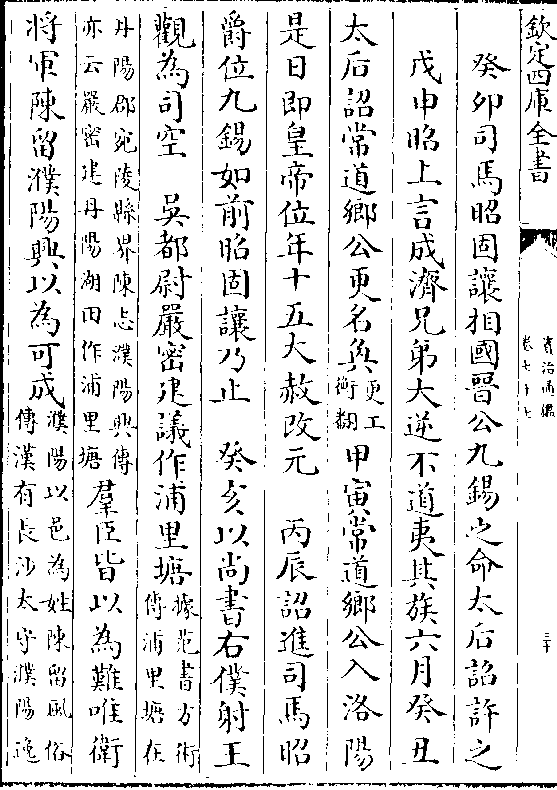 欽定四庫全書
資治通鑑
卷七十七
三十
癸卯司馬昭固讓相國晉公九錫之命太后詔許之
戊申昭上言成濟兄弟大逆不道夷其族六月癸丑
太后詔常道鄉公更名奐更工衡翻甲寅常道鄉公入洛陽
是日即皇帝位年十五大赦改元 丙辰詔進司馬昭
爵位九錫如前昭固讓乃止 癸亥以尚書右僕射王
觀為司空 吳都尉嚴密建議作浦里塘據范書方術傳浦里塘在
丹陽郡宛陵縣界陳志濮陽興傳亦云嚴密建丹陽湖田作浦里塘羣臣皆以為難唯衛
將軍陳留濮陽興以為可成濮陽以邑為姓陳留風俗傳漢有長沙太守濮陽逸